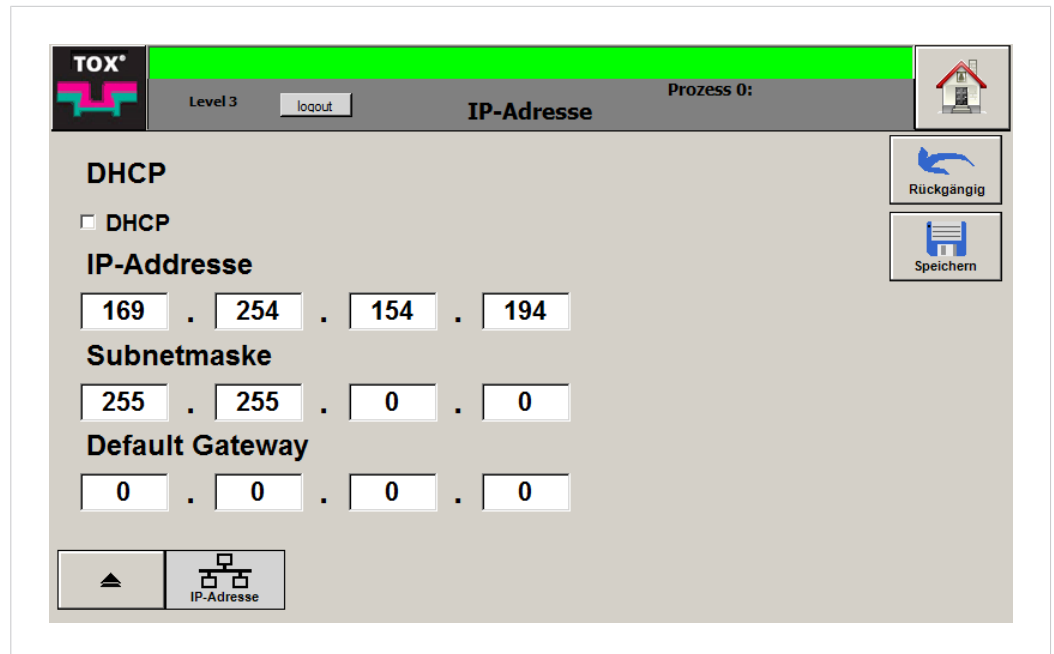 TOX®
Level 3 logout IP-Adresse Prozess 0:
DHCP
Rückgängig
DHCP
Speichern
IP-Addresse
169 . 254 . 154 . 194
Subnetmaske
255 . 255 . 0 . 0
Default Gateway
0 . 0 . 0 . 0
IP-Adresse